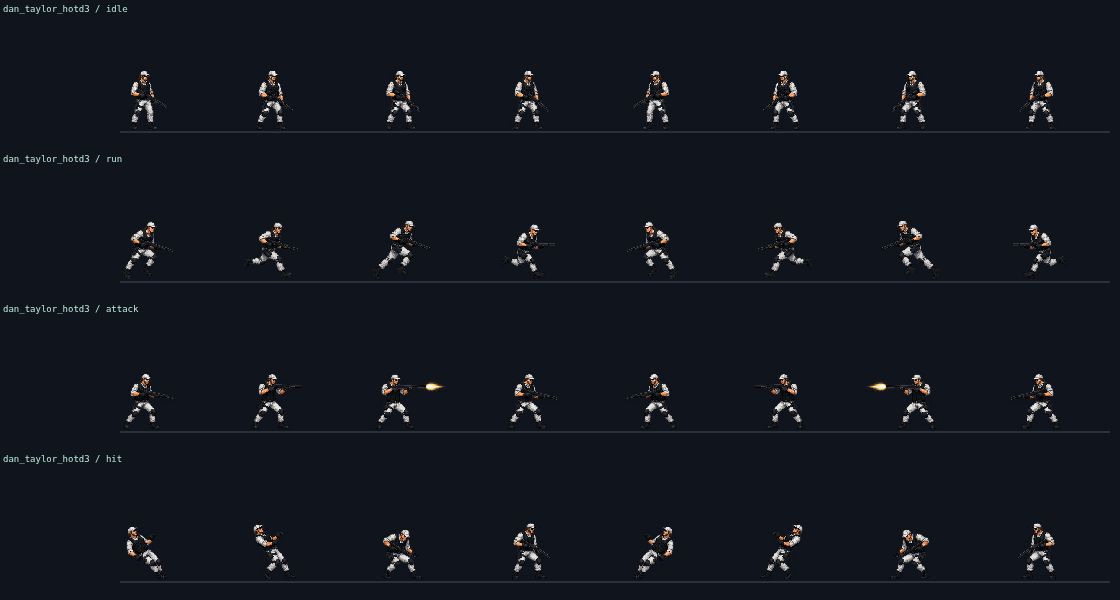 dan_taylor_hotd3 / idle
dan_taylor_hotd3 / run
dan_taylor_hotd3 / attack
dan_taylor_hotd3 / hit